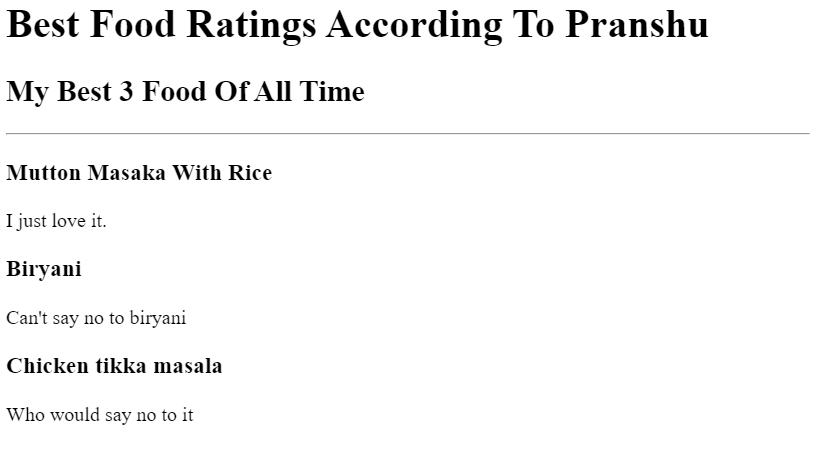 Best Food Ratings According To Pranshu
My Best 3 Food Of All Time
Mutton Masaka With Rice
I just love it.
Biryani
Can't say no to biryani
Chicken tikka masala
Who would say no to it